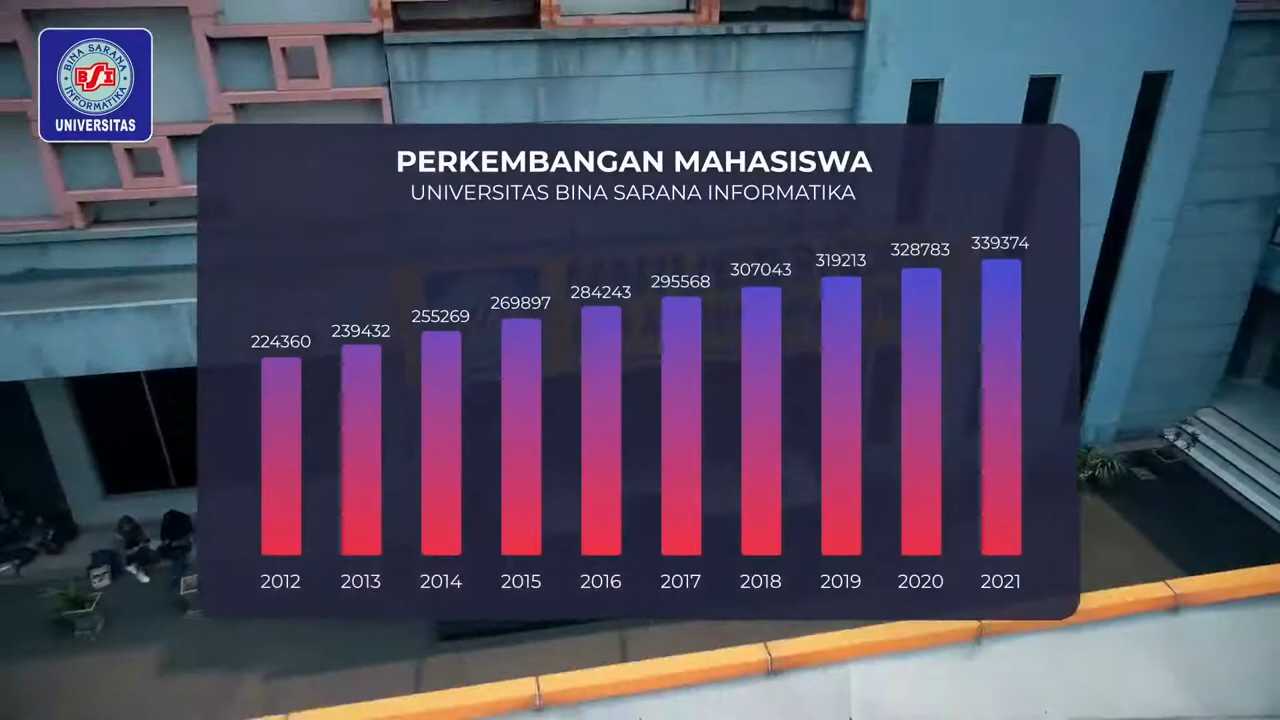 BINA SARANA
BSI
INFORMATIKA
UNIVERSITAS
PERKEMBANGAN MAHASISWA
UNIVERSITAS BINA SARANA INFORMATIKA
224360
239432
255269
269897
284243
295568
307043
319213
328783
339374
2012 2013 2014 2015 2016 2017 2018 2019 2020 2021